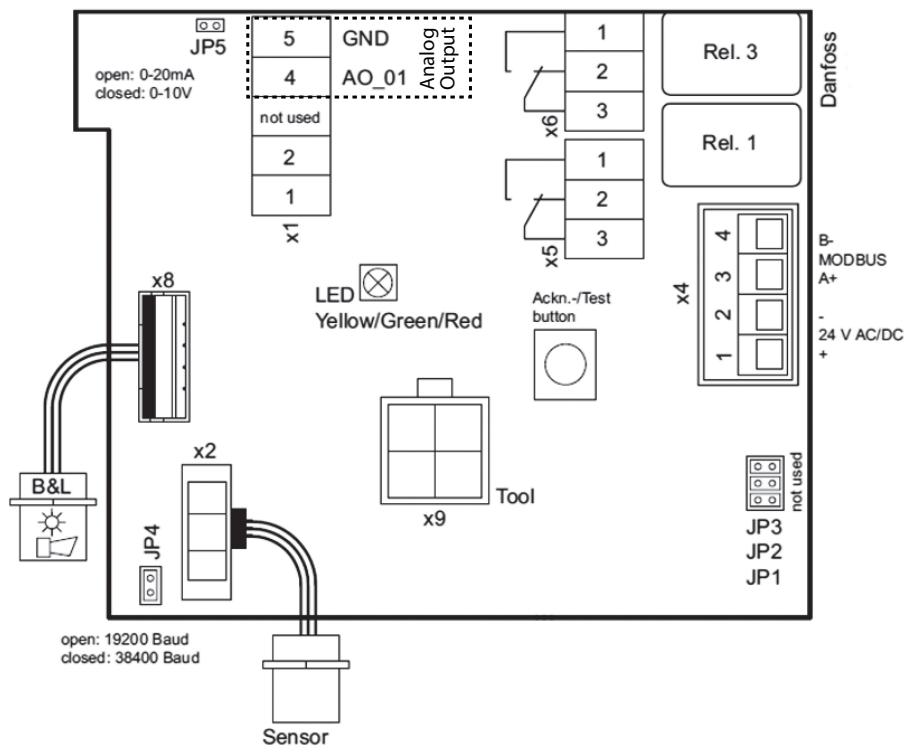 JP5
open: 0-20mA
closed: 0-10V
5 GND
4 AO_01
Analog
Output
not used
2
1
x1
1
2
3
x6
1
2
3
x5
Rel. 3
Rel. 1
Danfoss
4
3
2
1
x4
B-
MODBUS
A+
-
24 V AC/DC
+
x8
LED
Yellow/Green/Red
Ackn.-/Test
button
B&L
x2
JP4
Tool
x9
not used
JP3
JP2
JP1
open: 19200 Baud
closed: 38400 Baud
Sensor